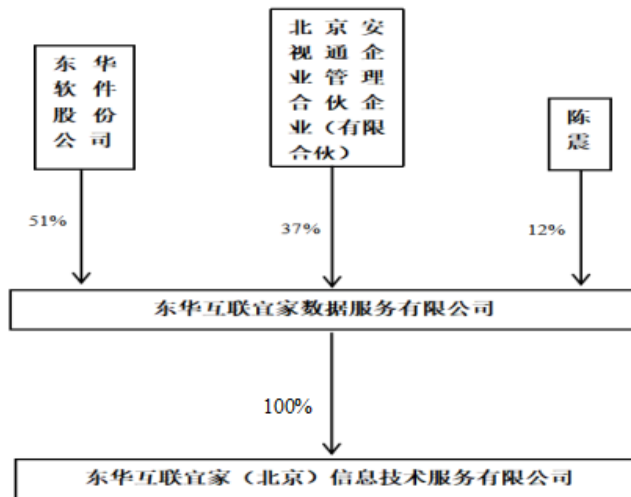 东华
软件
股份
公司
北京安
视通企
业管理
合伙企
业（有限
合伙）
陈
震
51%
37%
12%
东华互联宜家数据服务有限公司
100%
东华互联宜家（北京）信息技术服务有限公司